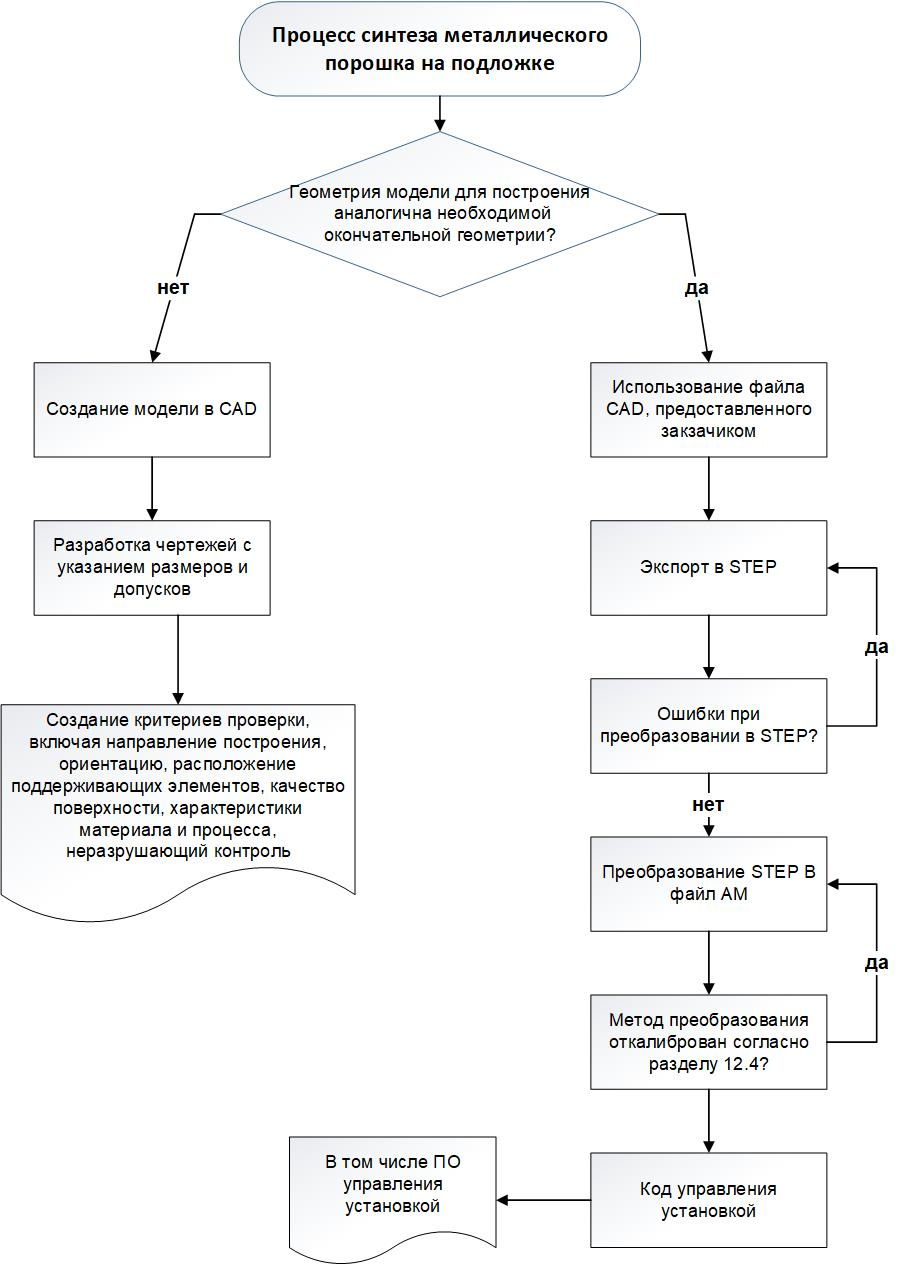 Процесс синтеза металлического
порошка на подложке
Геометрия модели для построения
аналогична необходимой
окончательной геометрии?
нет
да
Создание модели в CAD
Разработка чертежей с
указанием размеров и
допусков
Создание критериев проверки,
включая направление построения,
ориентацию, расположение
поддерживающих элементов, качество
поверхности, характеристики
материала и процесса,
неразрушающий контроль
Использование файла
CAD, предоставленного
закзачиком
Экспорт в STEP
да
Ошибки при
преобразовании в STEP?
нет
Преобразование STEP В
файл AM
да
Метод преобразования
откалиброван согласно
разделу 12.4?
Код управления
установкой
В том числе ПО
управления
установкой